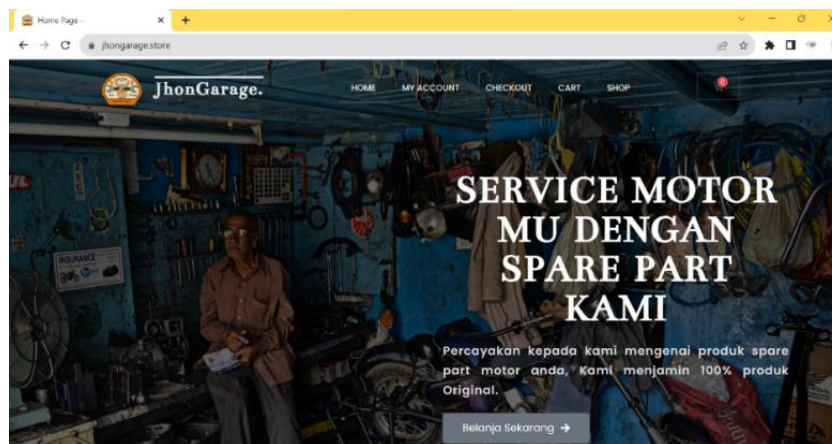 Home Page -
jhongarage.store
JhonGarage.
HOME MY ACCOUNT CHECKOUT CART SHOP
0
SERVICE MOTOR
MU DENGAN
SPARE PART
KAMI
INSURANCE
Percayakan kepada kami mengenai produk spare
part motor anda, Kami menjamin 100% produk
Original.
Belanja Sekarang →